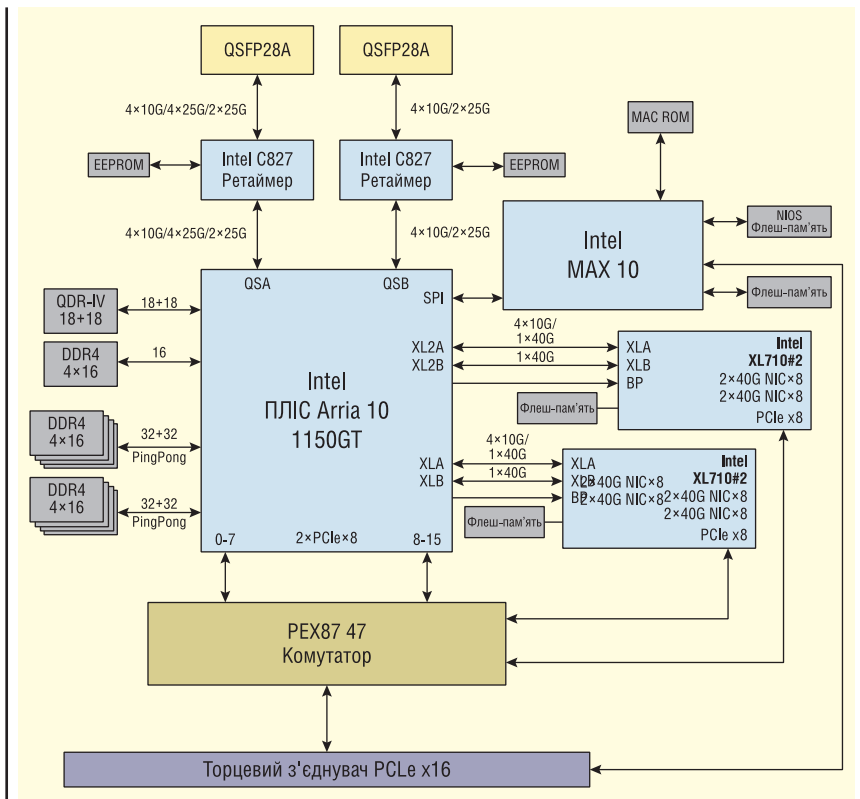 QSFP28A
QSFP28A
4×10G/4×25G/2×25G
4×10G/2×25G
MAC ROM
EEPROM
Intel C827
Ретаймер
Intel C827
Ретаймер
EEPROM
4×10G/4×25G/2×25G
4×10G/2×25G
Intel
MAX 10
NIOS
Флеш-пам'ять
Флеш-пам'ять
QSA
QSB
SPI
QDR-IV
18+18
18+18
DDR4
4×16
16
DDR4
4×16
32+32
PingPong
DDR4
4×16
32+32
PingPong
Intel
ПЛІС Arria 10
1150GT
XL2A
XL2B
4×10G/
1×40G
1×40G
XLA
XLB
BP
Intel
XL710#2
2×40G NIC×8
2×40G NIC×8
PCIe x8
Флеш-пам'ять
XLA
XLB
4×10G/
1×40G
1×40G
XLA
XLB
BP
2×40G NIC×8
2×40G NIC×8
Intel
XL710#2
2×40G NIC×8
2×40G NIC×8
PCIe x8
Флеш-пам'ять
0-7
2×PCIe×8
8-15
PEX87 47
Комутатор
Торцевий з'єднувач PCLe x16